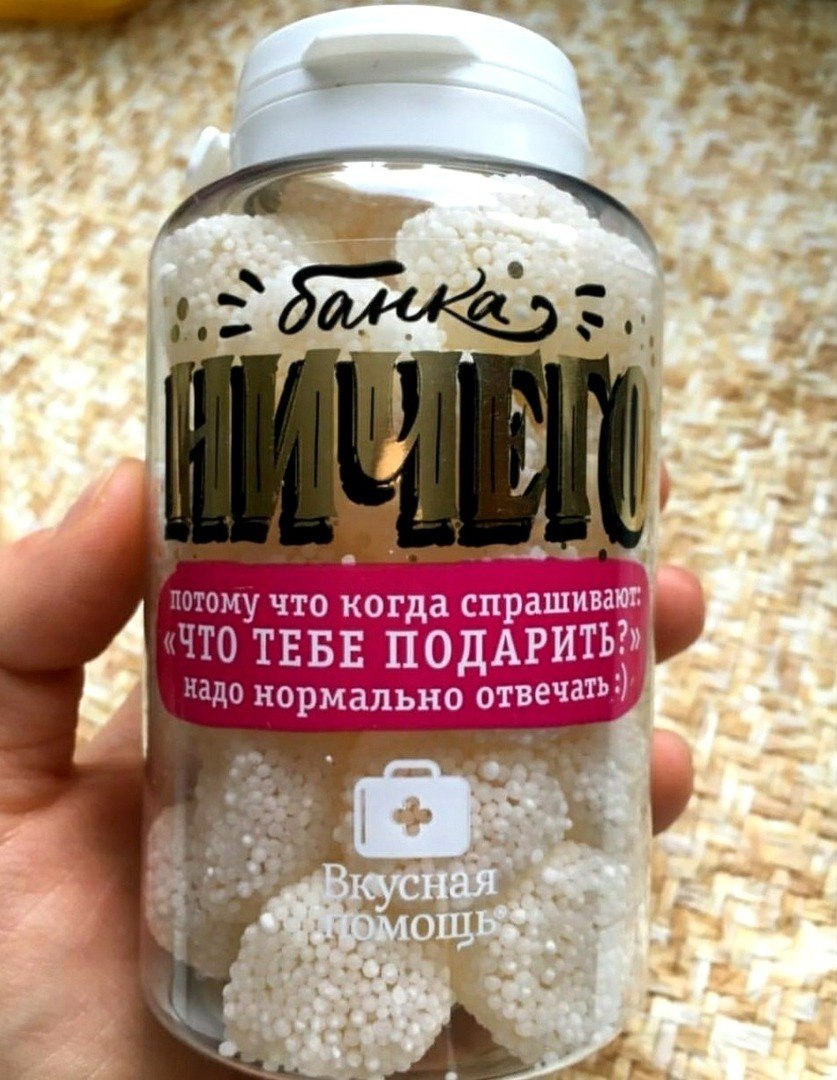 банка
НИЧЕГО
потому что когда спрашивают:
«ЧТО ТЕБЕ ПОДАРИТЬ?»
надо нормально отвечать :)
Вкусная
помощь®